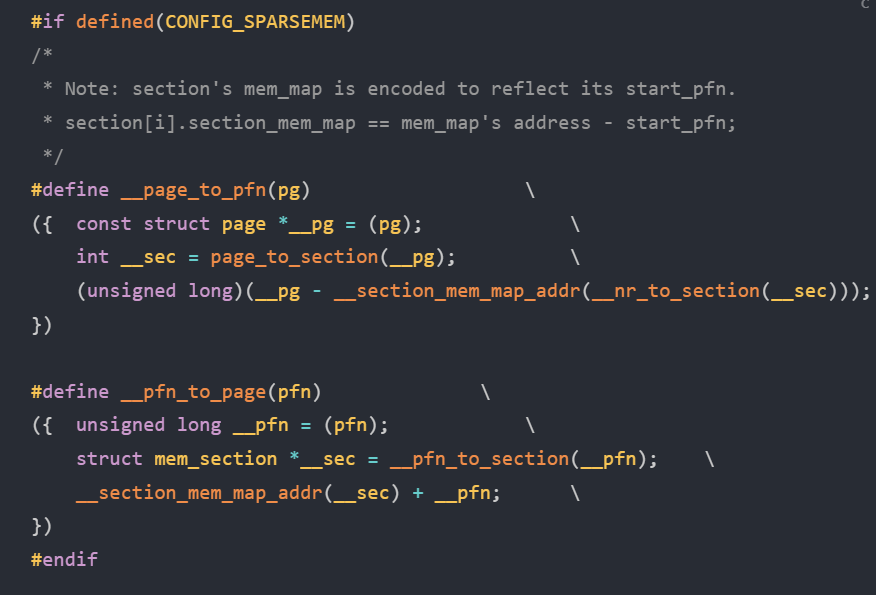 C
#if defined(CONFIG_SPARSEMEM)
/*
 * Note: section's mem_map is encoded to reflect its start_pfn.
 * section[i].section_mem_map == mem_map's address - start_pfn;
 */
#define __page_to_pfn(pg)                    \
({  const struct page *__pg = (pg);              \
    int __sec = page_to_section(__pg);           \
    (unsigned long)(__pg - __section_mem_map_addr(__nr_to_section(__sec)));
})

#define __pfn_to_page(pfn)               \
({  unsigned long __pfn = (pfn);             \
    struct mem_section *__sec = __pfn_to_section(__pfn);    \
    __section_mem_map_addr(__sec) + __pfn;       \
})
#endif